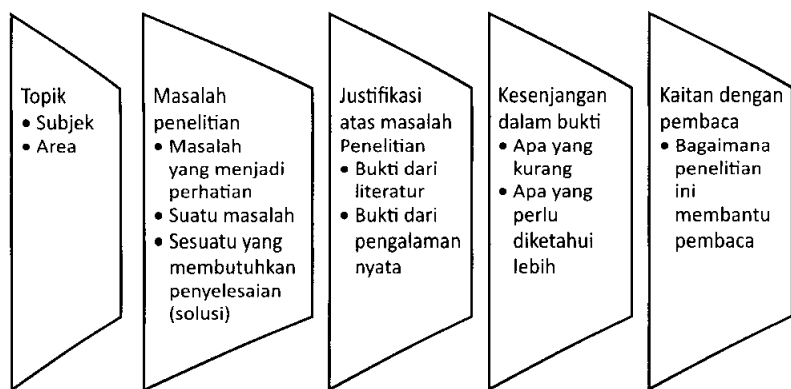 Topik
• Subjek
• Area
Masalah
penelitian
• Masalah
yang menjadi
perhatian
• Suatu masalah
• Sesuatu yang
membutuhkan
penyelesaian
(solusi)
Justifikasi
atas masalah
Penelitian
• Bukti dari
literatur
• Bukti dari
pengalaman
nyata
Kesenjangan
dalam bukti
• Apa yang
kurang
• Apa yang
perlu
diketahui
lebih
Kaitan dengan
pembaca
• Bagaimana
penelitian
ini
membantu
pembaca